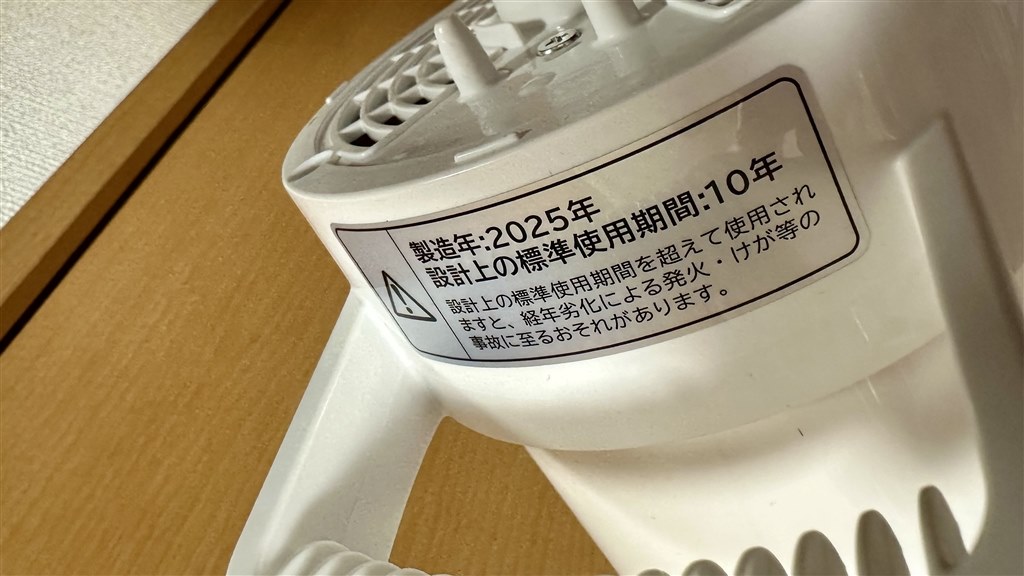 製造年:2025年
設計上の標準使用期間:10年
設計上の標準使用期間を超えて使用され
ますと、経年劣化による発火・けが等の
事故に至るおそれがあります。